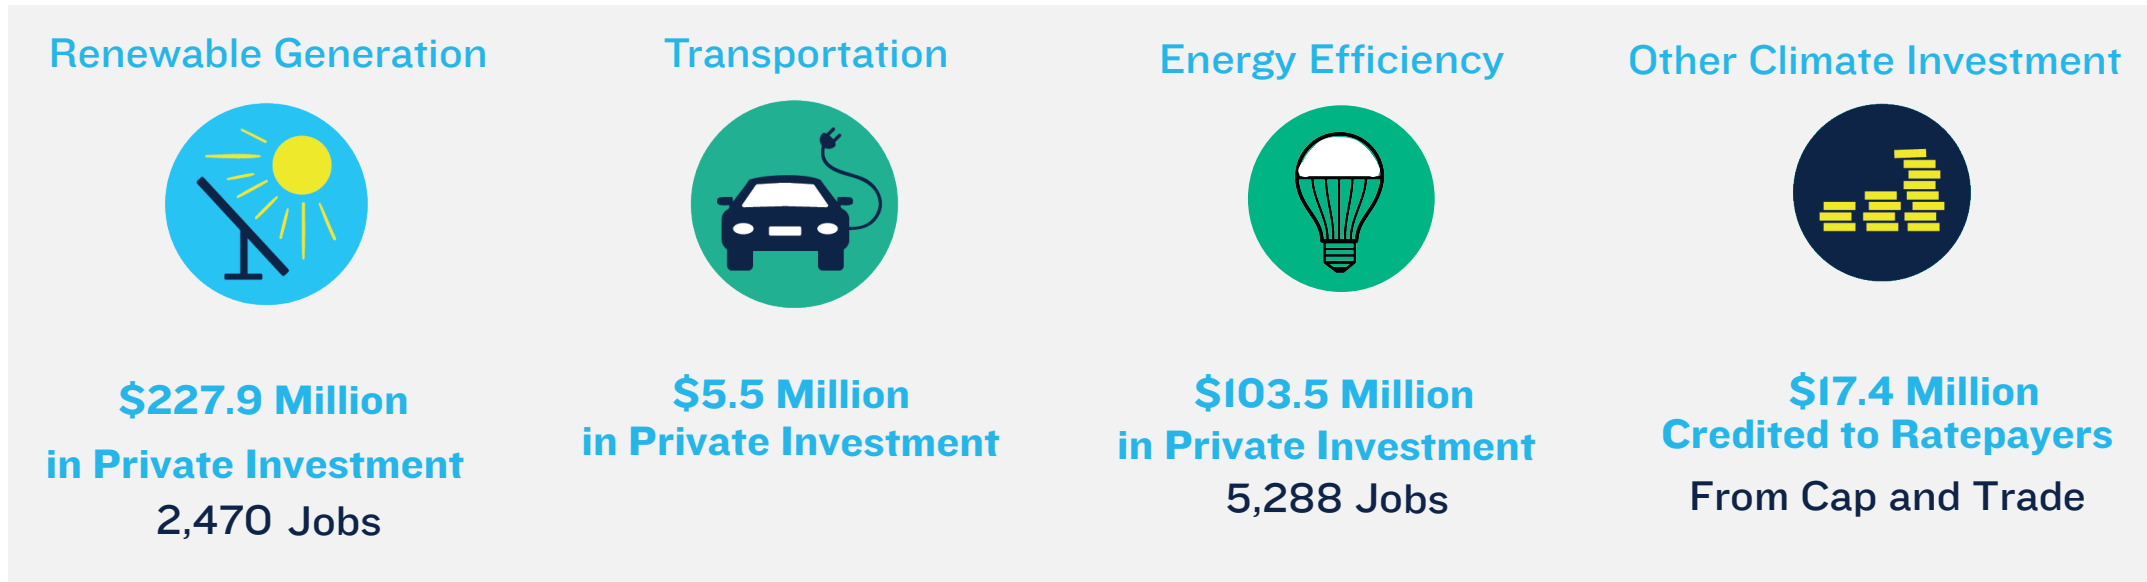 Renewable Generation
$227.9 Million
in Private Investment
2,470 Jobs
Transportation
$5.5 Million
in Private Investment
Energy Efficiency
$103.5 Million
in Private Investment
5,288 Jobs
Other Climate Investment
$17.4 Million
Credited to Ratepayers
From Cap and Trade